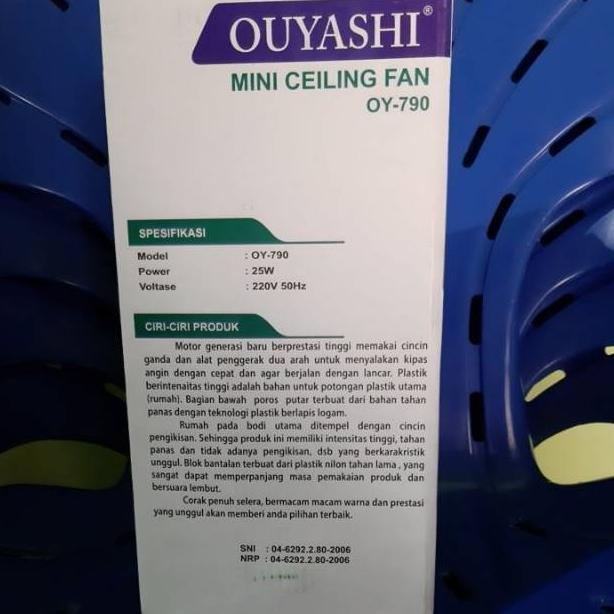 OUYASHI®
MINI CEILING FAN
OY-790
SPESIFIKASI
Model : OY-790
Power : 25W
Voltase : 220V 50Hz
CIRI-CIRI PRODUK
Motor generasi baru berprestasi tinggi memakai cincin
ganda dan alat penggerak dua arah untuk menyalakan kipas
angin dengan cepat dan agar berjalan dengan lancar. Plastik
berintenaitas tinggi adalah bahan untuk potongan plastik utama
(rumah). Bagian bawah poros putar terbuat dari bahan tahan
panas dengan teknologi plastik berlapis logam.
Rumah pada bodi utama ditempel dengan cincin
pengikisan. Sehingga produk ini memiliki intensitas tinggi, tahan
panas dan tidak adanya pengikisan, dsb yang berkarakristik
unggul. Blok bantalan terbuat dari plastik nilon tahan lama , yang
sangat dapat memperpanjang masa pemakaian produk dan
bersuara lembut.
Corak penuh selera, bermacam macam warna dan prestasi
yang unggul akan memberi anda pilihan terbaik.
SNI : 04-6292.2.80-2006
NRP : 04-6292.2.80-2006